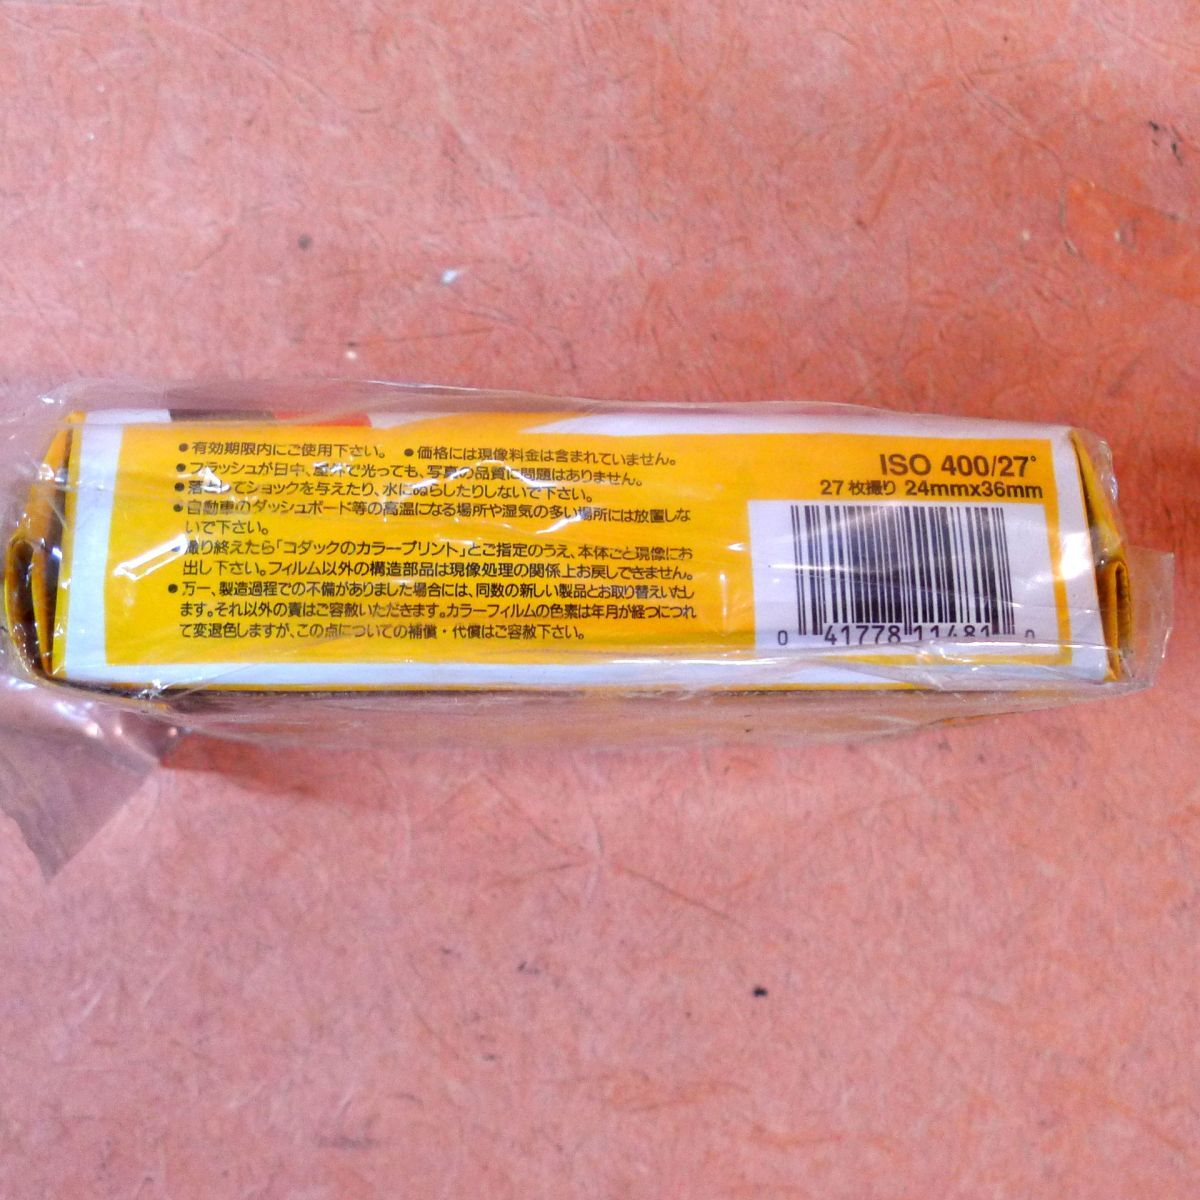 ●有効期限内にご使用下さい。 ●価格には現像料金は含まれていません。
●フラッシュが日中、屋外で光っても、写真の品質に問題はありません。
●落としてショックを与えたり、水にぬらしたりしないで下さい。
●自動車のダッシュボード等の高温になる場所や湿気の多い場所には放置しな
いで下さい。
●撮り終えたら「コダックのカラープリント」とご指定のうえ、本体ごと現像にお
出し下さい。フィルム以外の構造部品は現像処理の関係上お戻しできません。
●万一、製造過程での不備がありました場合には、同数の新しい製品とお取り替えいたし
ます。それ以外の責はご容赦いただきます。カラーフィルムの色素は年月が経つにつれ
て変退色しますが、この点についての補償・代償はご容赦下さい。
ISO 400/27°
27枚撮り 24mmx36mm
0 41778 11481 0